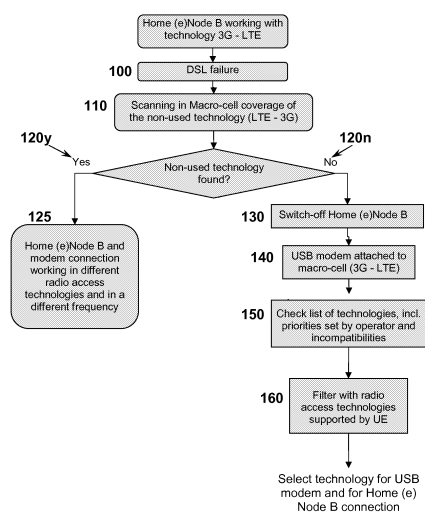 Home (e)Node B working with
technology 3G - LTE
100
DSL failure
110
Scanning in Macro-cell coverage of
the non-used technology (LTE - 3G)
120y
120n
Yes
No
Non-used technology
found?
125
Home (e)Node B and
modem connection
working in different
radio access
technologies and in a
different frequency
130
Switch-off Home (e)Node B
140
USB modem attached to
macro-cell (3G - LTE)
150
Check list of technologies, incl.
priorities set by operator and
incompatibilities
160
Filter with radio
access technologies
supported by UE
Select technology for USB
modem and for Home (e)
Node B connection